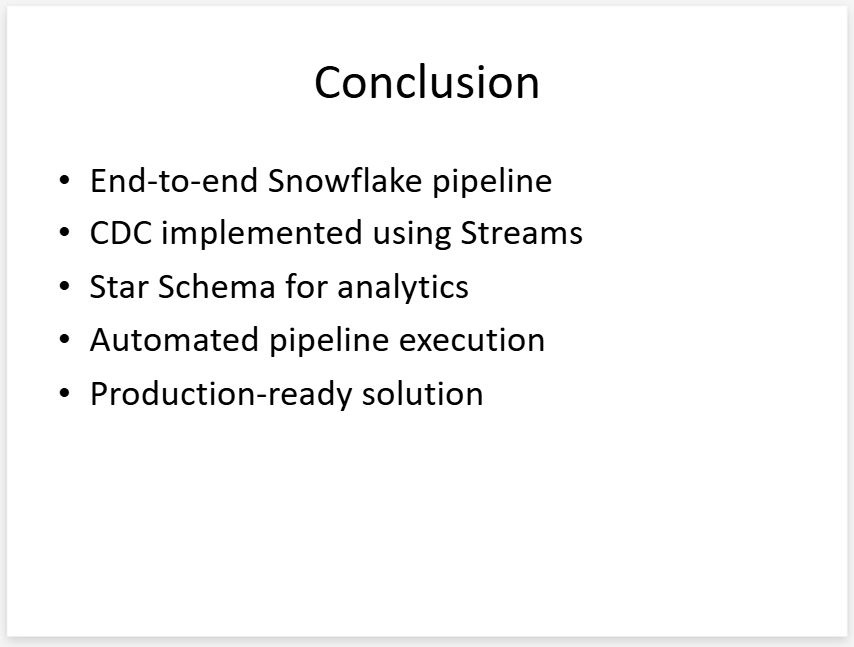 Conclusion
• End-to-end Snowflake pipeline
• CDC implemented using Streams
• Star Schema for analytics
• Automated pipeline execution
• Production-ready solution